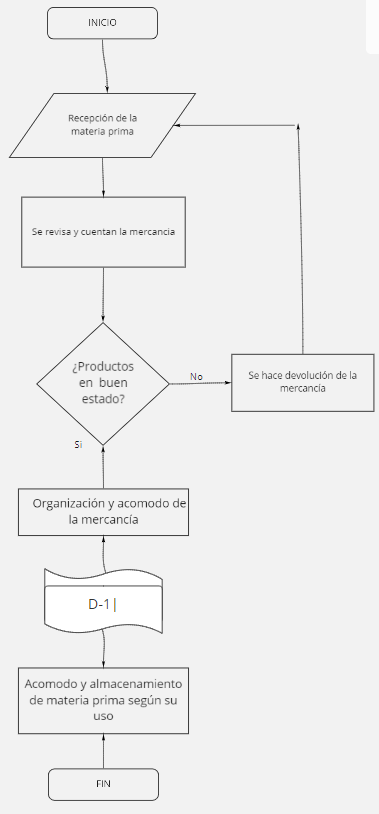 INICIO
Recepción de la
materia prima
Se revisa y cuentan la mercancia
¿Productos
en buen
estado?
No
Se hace devolución de la
mercancía
Si
Organización y acomodo de
la mercancía
D-1
Acomodo y almacenamiento
de materia prima según su
uso
FIN